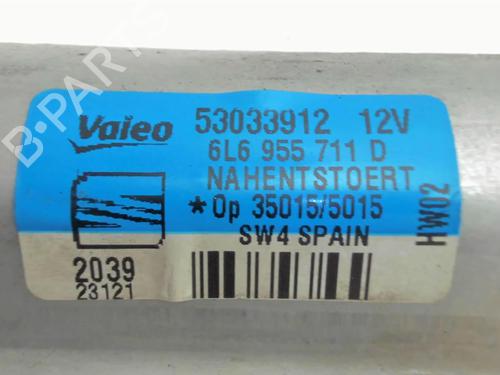 Valeo 53033912 12V
6L6 955 711 D
NAHENTSTOERT
*Op 35015/5015
SW4 SPAIN
HW02
2039
23121
B-PARTS